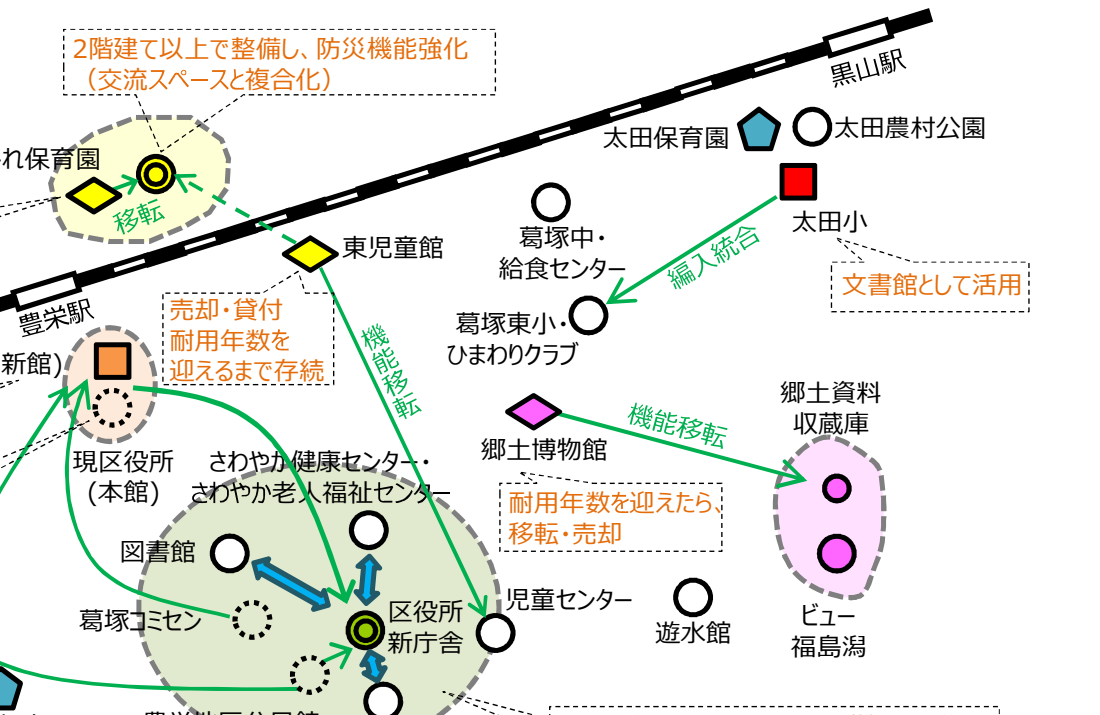 2階建て以上で整備し、防災機能強化
（交流スペースと複合化）
黒山駅
太田保育園
太田農村公園
れ保育園
移転
太田小
東児童館
葛塚中・
給食センター
編入統合
文書館として活用
豊栄駅
売却・貸付
耐用年数を
迎えるまで存続
葛塚東小・
ひまわりクラブ
機能移転
新館)
郷土資料
収蔵庫
機能移転
郷土博物館
現区役所
(本館)
さわやか健康センター・
さわやか老人福祉センター
耐用年数を迎えたら、
移転・売却
図書館
葛塚コミセン
区役所
新庁舎
児童センター
遊水館
ビュー
福島潟